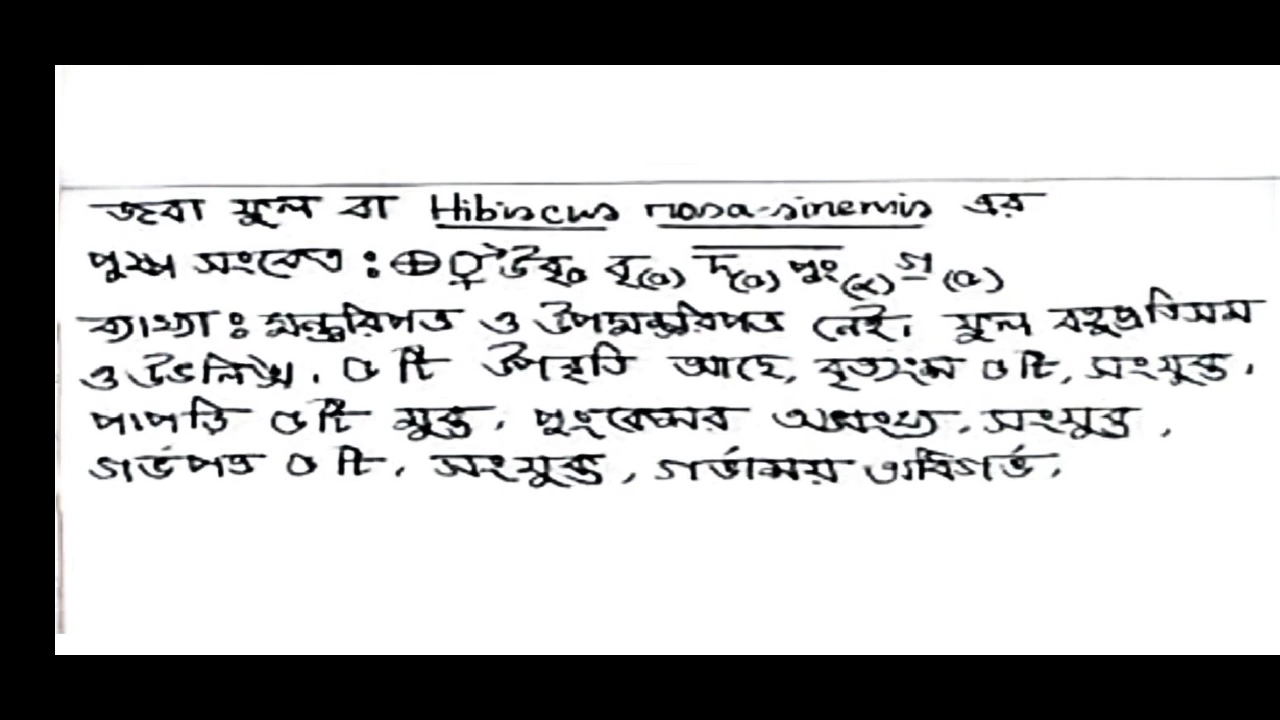 জবা ফুল বা Hibiscus rosa-sinensis এর
পুষ্প সংকেত : ⊕ ⚥ উবৃ৫ বৃ(৫) দ(৫) পুং(∝) গ(৫)
ব্যাখ্যা : মঞ্জুরিপত্র ও উপমঞ্জুরিপত্র নেই। ফুল বহুপ্রতিসম
ও উভলিঙ্গ। ৫ টি উপবৃতি আছে, বৃত্যংশ ৫ টি, সংযুক্ত।
পাপড়ি ৫ টি মুক্ত। পুংকেশর অসংখ্য, সংযুক্ত,
গর্ভপত্র ৫ টি, সংযুক্ত, গর্ভাশয় অধিগর্ভ।